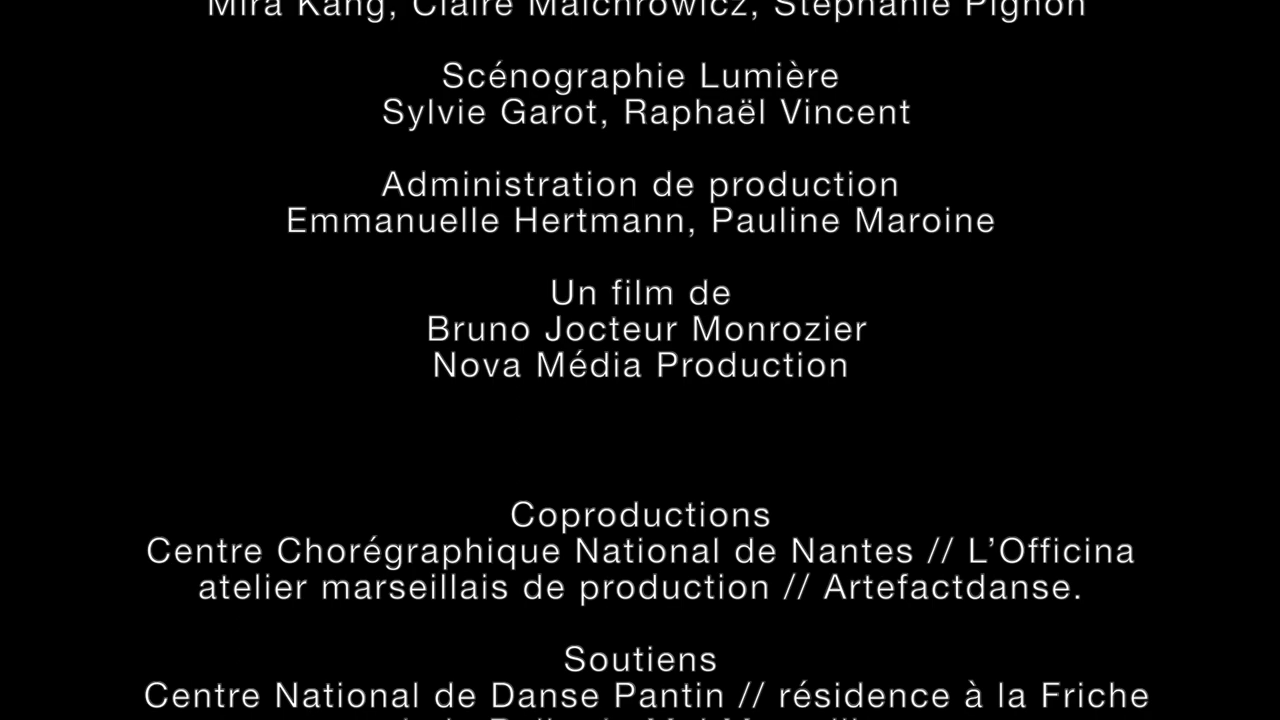 Mira Kang, Claire Malchrowicz, Stéphanie Pignon
Scénographie Lumière
Sylvie Garot, Raphaël Vincent
Administration de production
Emmanuelle Hertmann, Pauline Maroine
Un film de
Bruno Jocteur Monrozier
Nova Média Production
Coproductions
Centre Chorégraphique National de Nantes // L’Officina
atelier marseillais de production // Artefactdanse.
Soutiens
Centre National de Danse Pantin // résidence à la Friche